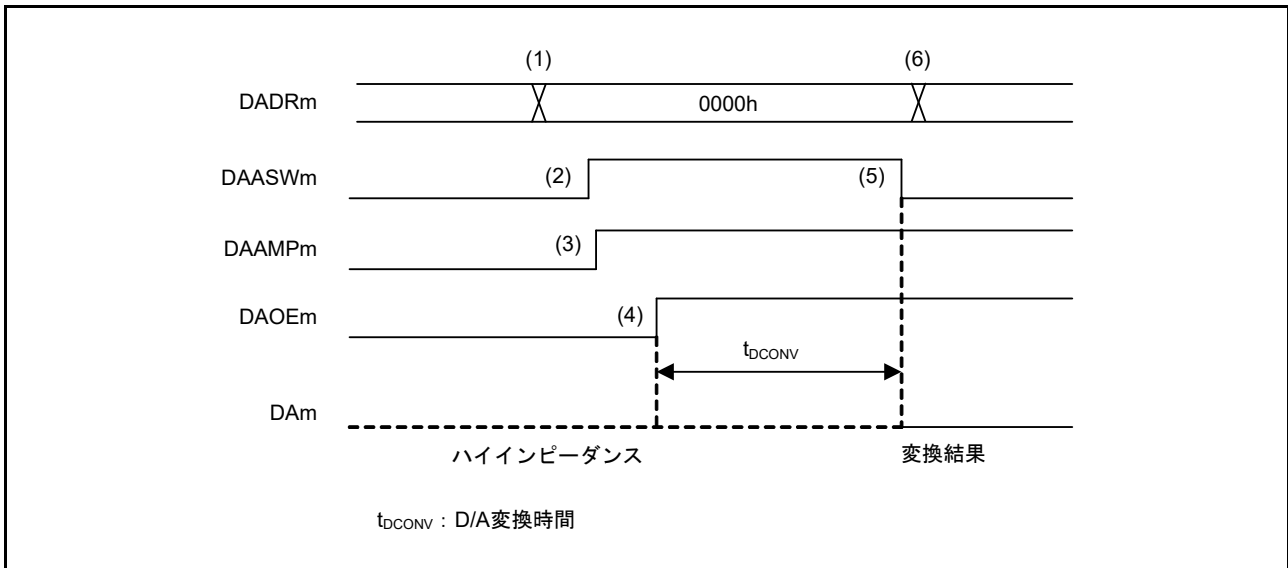 (1) (6)
DADRm 0000h
DAASWm (2) (5)
DAAMPm (3)
DAOEm (4)
tDCONV
DAm
ハイインピーダンス 変換結果
tDCONV : D/A変換時間